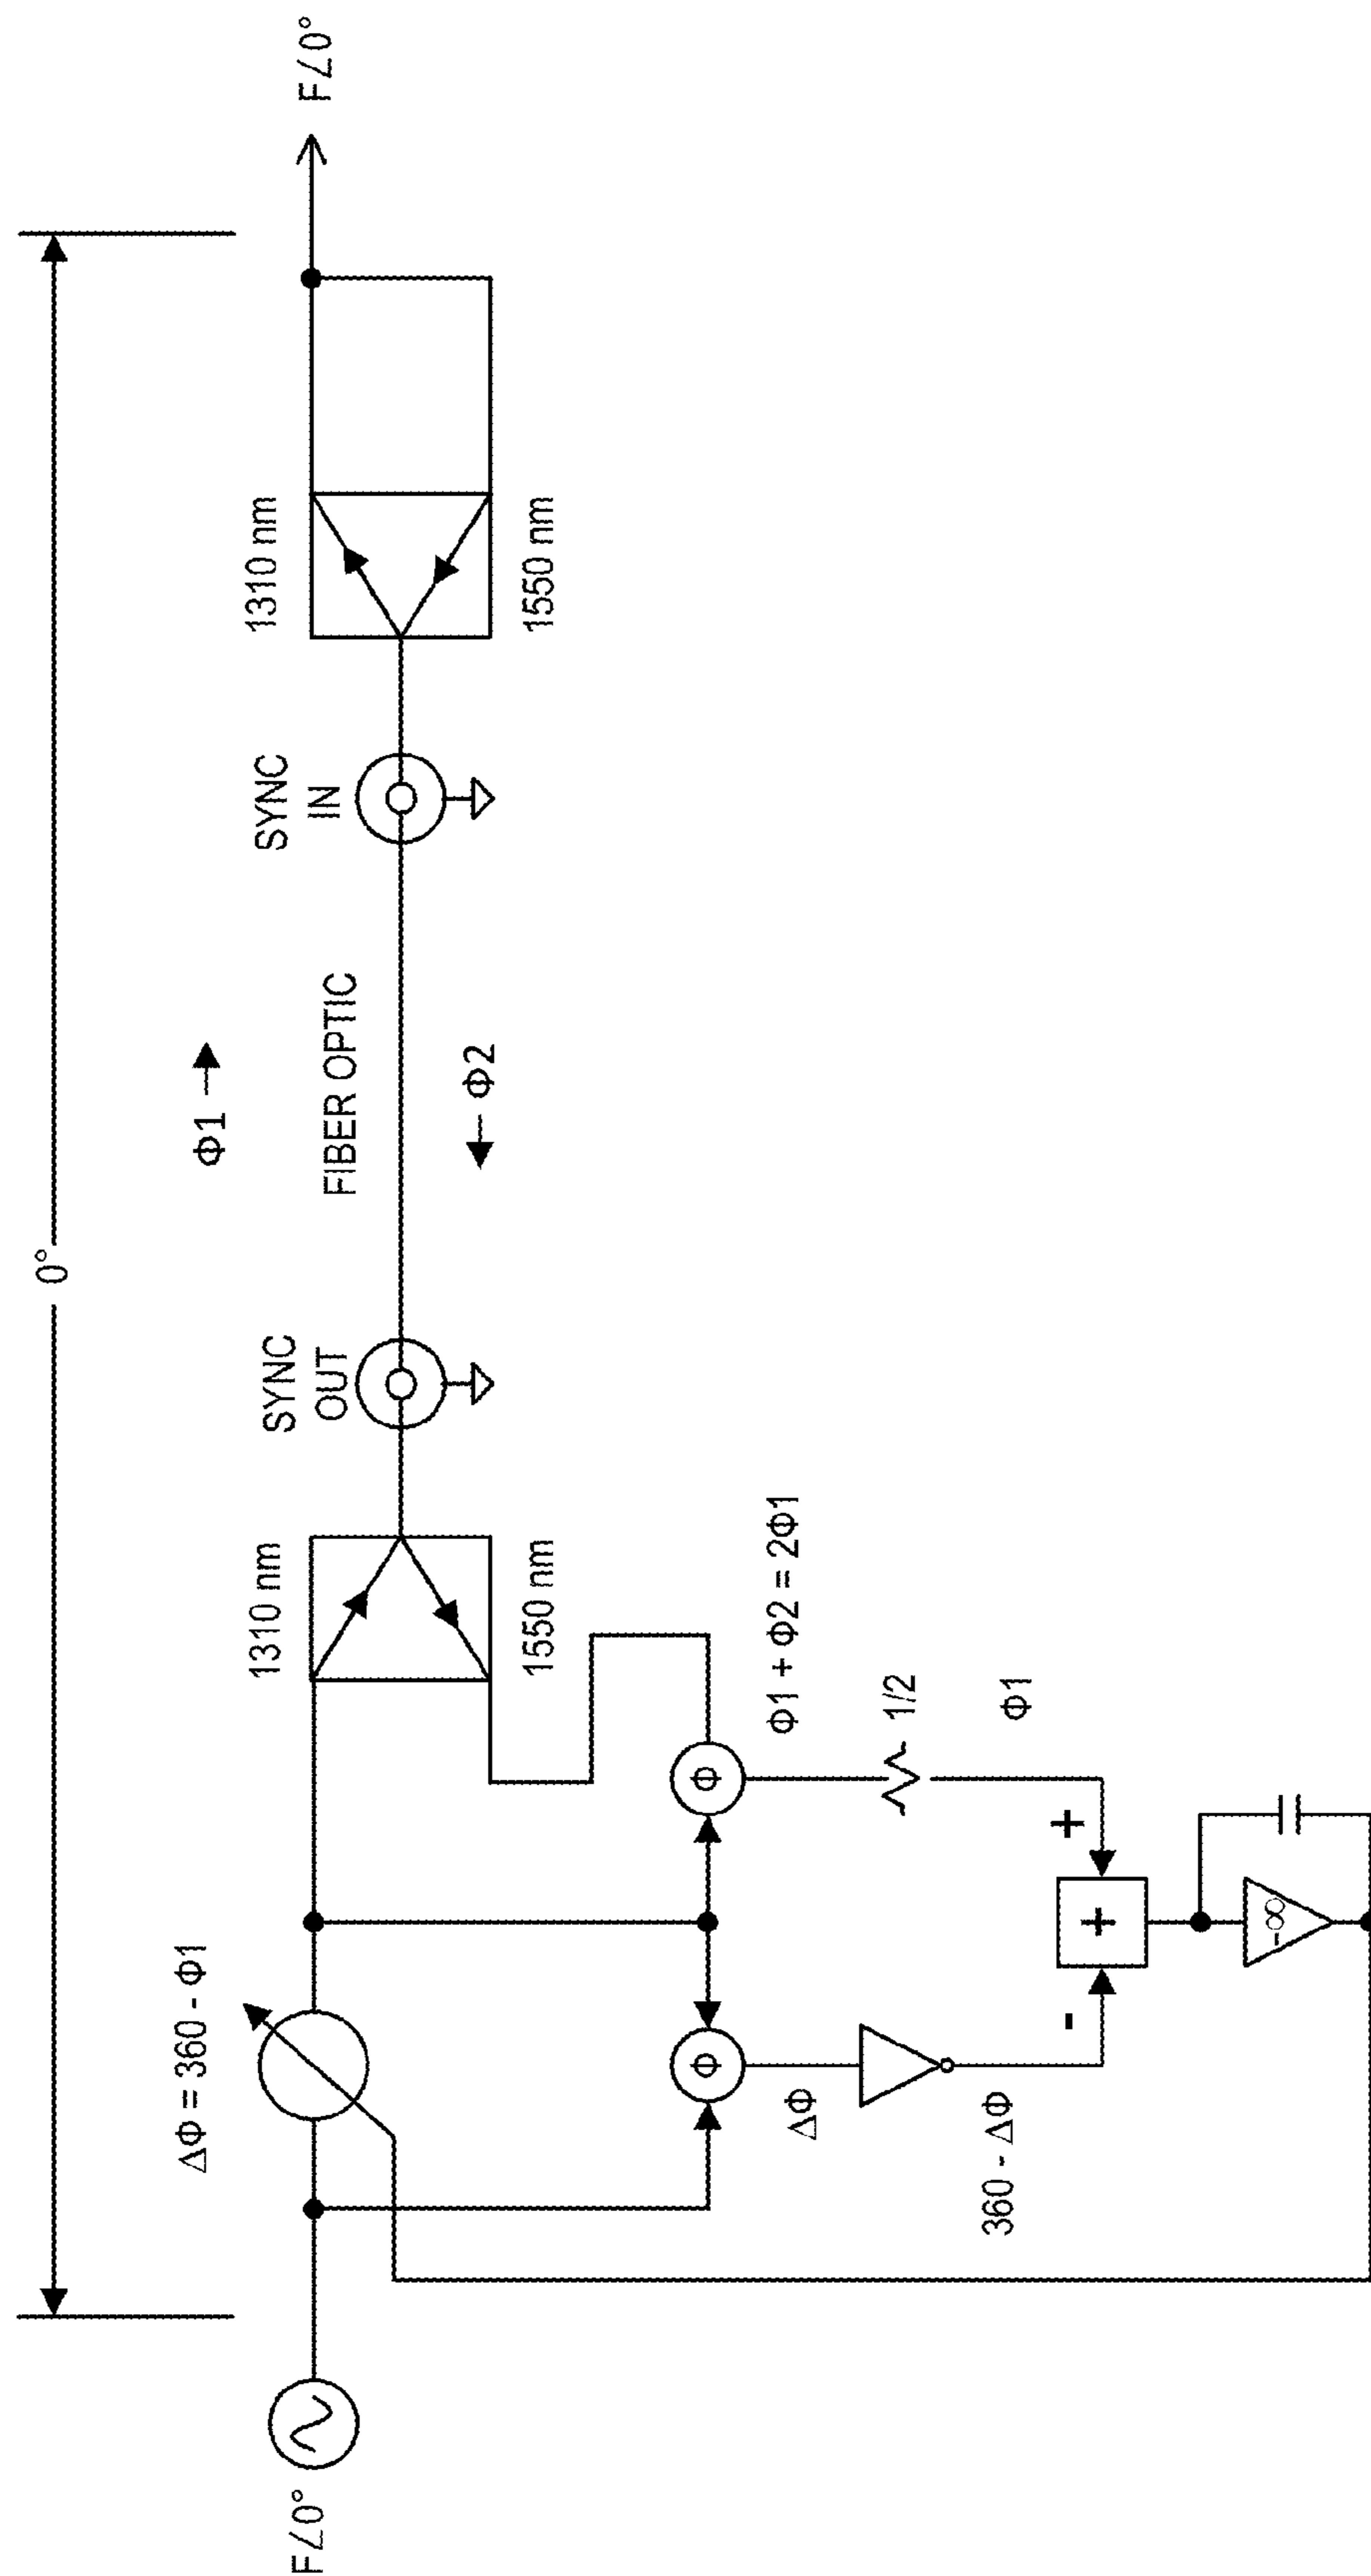 0°
F∠0°
ΔΦ = 360 - Φ1
1310 nm
1550 nm
SYNC
OUT
Φ1
FIBER OPTIC
Φ2
SYNC
IN
1310 nm
1550 nm
F∠0°
Φ
Φ
Φ1 + Φ2 = 2Φ1
1/2
Φ1
ΔΦ
360 - ΔΦ
-
+
+
-∞